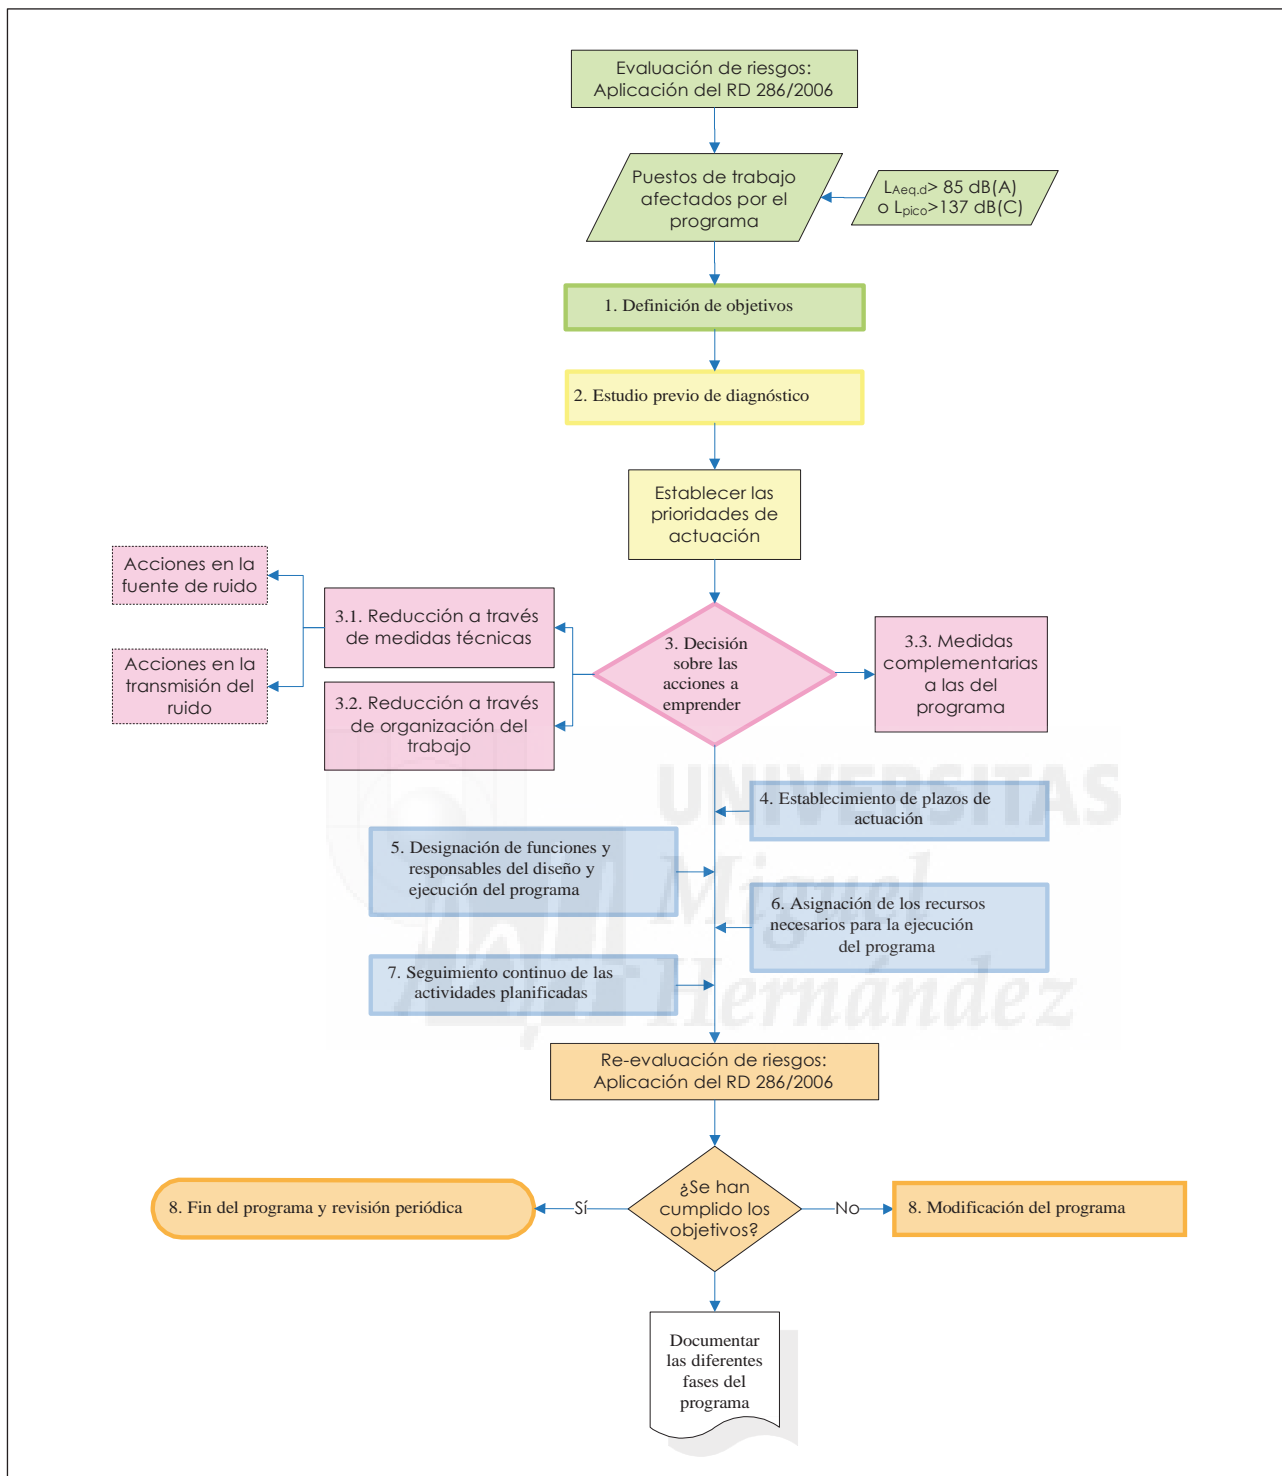 Evaluación de riesgos:
Aplicación del RD 286/2006
Puestos de trabajo
afectados por el
programa
LAeq.d> 85 dB(A)
o Lpico>137 dB(C)
1. Definición de objetivos
2. Estudio previo de diagnóstico
Establecer las
prioridades de
actuación
Acciones en la
fuente de ruido
Acciones en la
transmisión del
ruido
3.1. Reducción a través
de medidas técnicas
3.2. Reducción a través
de organización del
trabajo
3. Decisión
sobre las
acciones a
emprender
3.3. Medidas
complementarias
a las del
programa
UNIVERSITAS
Miguel
Hernández
4. Establecimiento de plazos de
actuación
5. Designación de funciones y
responsables del diseño y
ejecución del programa
6. Asignación de los recursos
necesarios para la ejecución
del programa
7. Seguimiento continuo de las
actividades planificadas
Re-evaluación de riesgos:
Aplicación del RD 286/2006
¿Se han
cumplido los
objetivos?
Sí
No
8. Fin del programa y revisión periódica
8. Modificación del programa
Documentar
las diferentes
fases del
programa